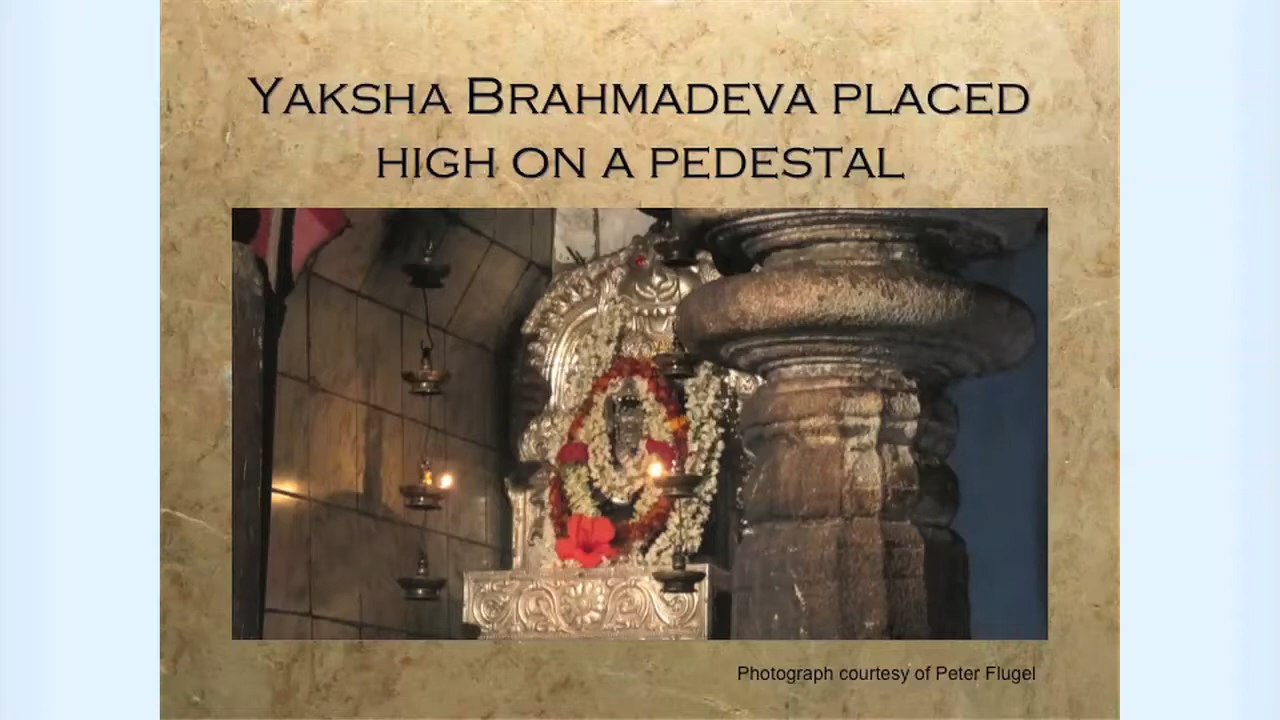 Yaksha Brahmadeva placed
high on a pedestal
Photograph courtesy of Peter Flugel